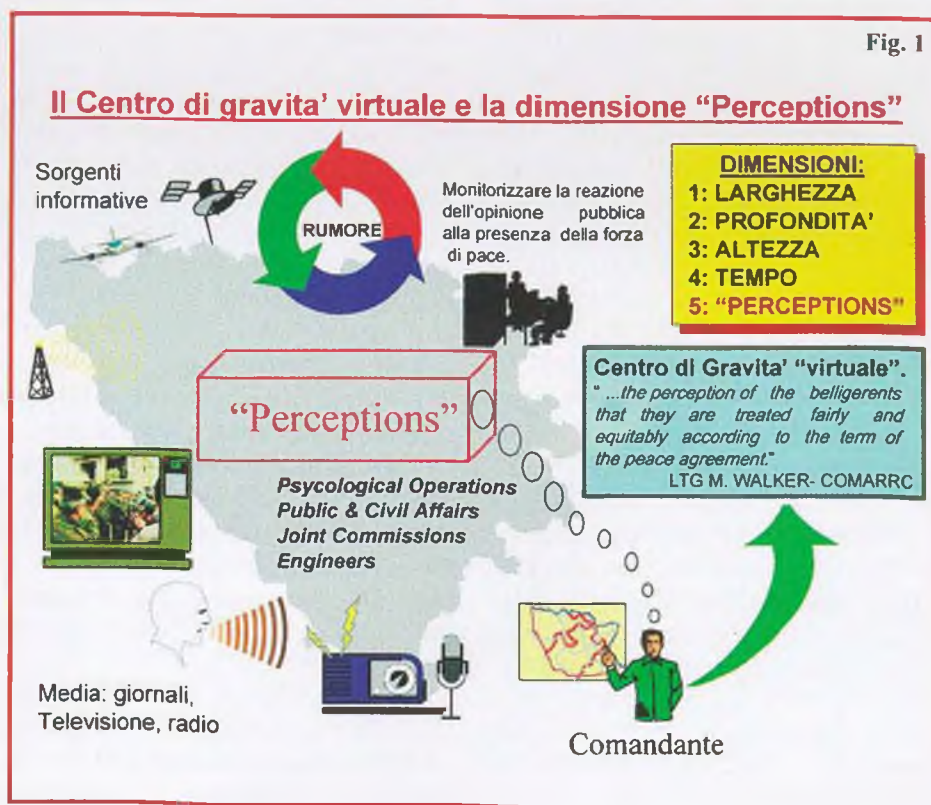 Fig. 1
Il Centro di gravita' virtuale e la dimensione “Perceptions”
Sorgenti
informative
RUMORE
Monitorizzare la reazione
dell'opinione pubblica
alla presenza della forza
di pace.
DIMENSIONI:
1: LARGHEZZA
2: PROFONDITA'
3: ALTEZZA
4: TEMPO
5: “PERCEPTIONS”
Centro di Gravita' “virtuale”.
“...the perception of the belligerents
that they are treated fairly and
equitably according to the term of
the peace agreement.”
LTG M. WALKER- COMARRC
“Perceptions”
Psycological Operations
Public & Civil Affairs
Joint Commissions
Engineers
Media: giornali,
Televisione, radio
Comandante